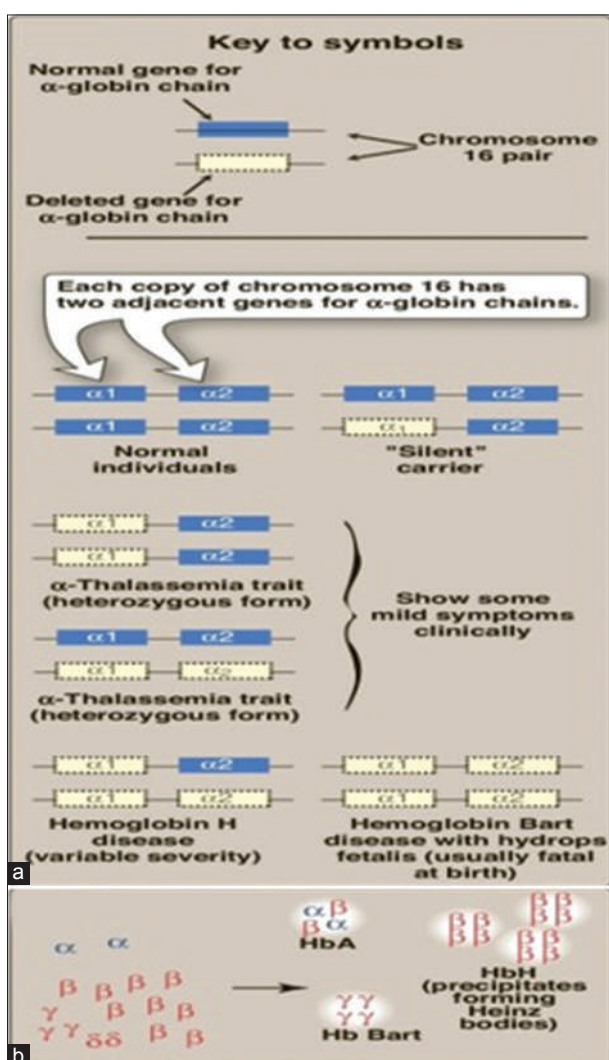 Key to symbols
Normal gene for
α-globin chain
Chromosome
16 pair
Deleted gene for
α-globin chain
Each copy of chromosome 16 has
two adjacent genes for α-globin chains.
α1 α2 α1 α2
α1 α2 α1 α2
Normal
individuals
"Silent"
carrier
α1 α2
α1 α2
α-Thalassemia trait
(heterozygous form)
Show some
mild symptoms
clinically
α1 α2
α1 α2
α-Thalassemia trait
(heterozygous form)
α1 α2 α1 α2
α1 α2 α1 α2
Hemoglobin H
disease
(variable severity)
Hemoglobin Bart
disease with hydrops
fetalis (usually fatal
at birth)
a
α α
β β β β
γ β β β
γ γ δδ β β
α β
β α
HbA
γγ
γγ
Hb Bart
ββ
ββ
ββ
ββ
ββ
ββ
HbH
(precipitates
forming
Heinz
bodies)
b